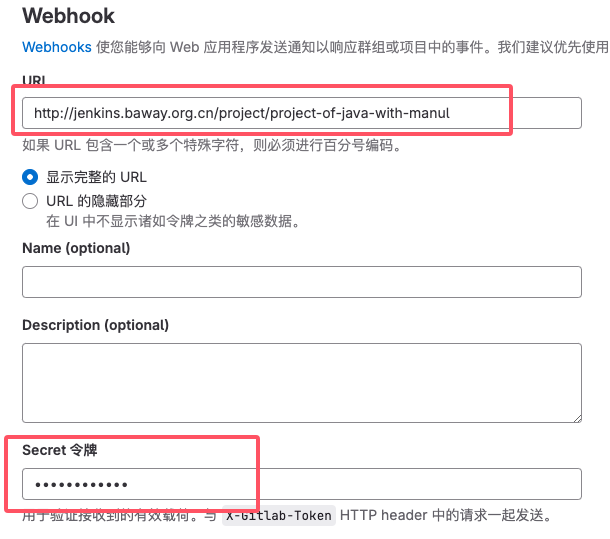 Webhook
Webhooks 使您能够向 Web 应用程序发送通知以响应群组或项目中的事件。我们建议优先使用
URL
http://jenkins.baway.org.cn/project/project-of-java-with-manul
如果 URL 包含一个或多个特殊字符，则必须进行百分号编码。
显示完整的 URL
URL 的隐藏部分
在 UI 中不显示诸如令牌之类的敏感数据。
Name (optional)
Description (optional)
Secret 令牌
••••••••••••
用于验证接收到的有效载荷。与 X-Gitlab-Token HTTP header 中的请求一起发送。